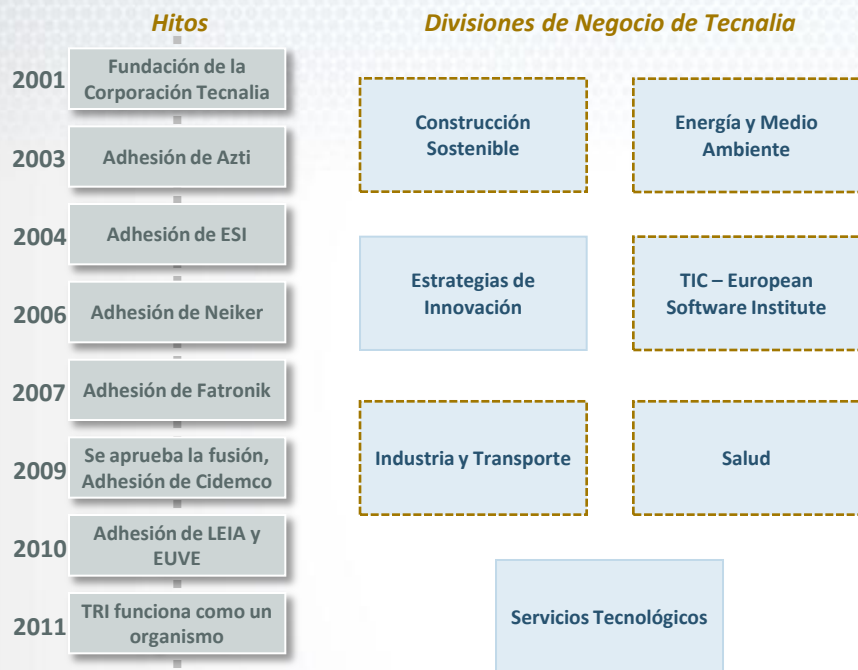 Hitos
2001
Fundación de la
Corporación Tecnalia
2003
Adhesión de Azti
2004
Adhesión de ESI
2006
Adhesión de Neiker
2007
Adhesión de Fatronik
2009
Se aprueba la fusión,
Adhesión de Cidemco
2010
Adhesión de LEIA y
EUVE
2011
TRI funciona como un
organismo
Divisiones de Negocio de Tecnalia
Construcción
Sostenible
Energía y Medio
Ambiente
Estrategias de
Innovación
TIC – European
Software Institute
Industria y Transporte
Salud
Servicios Tecnológicos